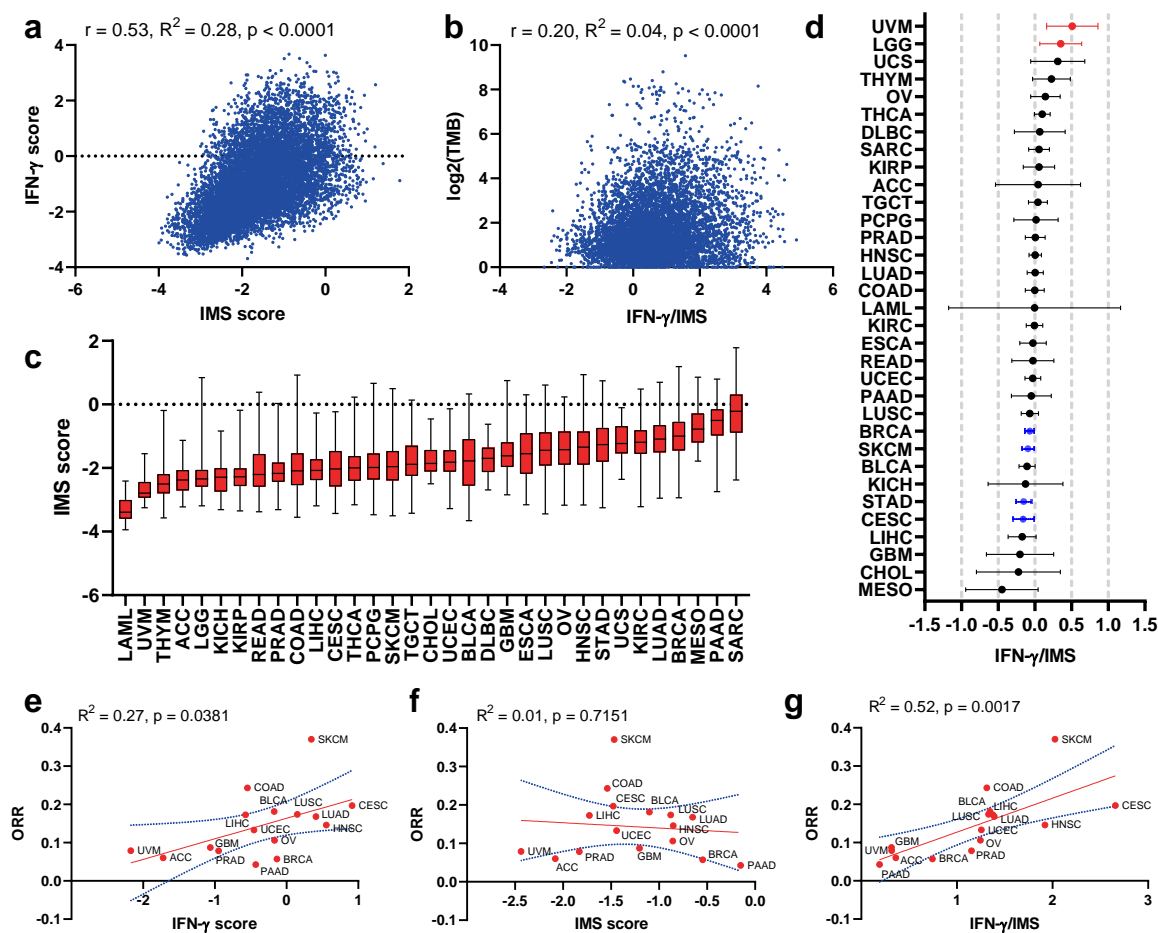 a
r = 0.53, R2 = 0.28, p < 0.0001
IFN-γ score
4
2
0
-2
-4
-6
-4
-2
0
2
IMS score
b
r = 0.20, R2 = 0.04, p < 0.0001
log2(TMB)
10
8
6
4
2
0
-4
-2
0
2
4
6
IFN-γ/IMS
c
IMS score
2
0
-2
-4
-6
LAML
UVM
THYM
ACC
LGG
KICH
KIRP
READ
PRAD
COAD
LIHC
CESC
THCA
PCPG
SKCM
TGCT
CHOL
UCEC
BLCA
DLBC
GBM
ESCA
LUSC
OV
HNSC
STAD
UCS
KIRC
LUAD
BRCA
MESO
PAAD
SARC
d
UVM
LGG
UCS
THYM
OV
THCA
DLBC
SARC
KIRP
ACC
TGCT
PCPG
PRAD
HNSC
LUAD
COAD
LAML
KIRC
ESCA
READ
UCEC
PAAD
LUSC
BRCA
SKCM
BLCA
KICH
STAD
CESC
LIHC
GBM
CHOL
MESO
-1.5
-1.0
-0.5
0.0
0.5
1.0
1.5
IFN-γ/IMS
e
R2 = 0.27, p = 0.0381
ORR
0.4
0.3
0.2
0.1
0.0
-0.1
SKCM
COAD
BLCA
LUSC
CESC
LIHC
LUAD
HNSC
UCEC
OV
GBM
UVM
ACC
PRAD
BRCA
PAAD
-2
-1
0
1
IFN-γ score
f
R2 = 0.01, p = 0.7151
ORR
0.4
0.3
0.2
0.1
0.0
-0.1
SKCM
COAD
CESC
BLCA
LIHC
LUSC
LUAD
HNSC
UCEC
OV
UVM
PRAD
GBM
ACC
BRCA
PAAD
-2.5
-2.0
-1.5
-1.0
-0.5
0.0
IMS score
g
R2 = 0.52, p = 0.0017
ORR
0.4
0.3
0.2
0.1
0.0
-0.1
SKCM
COAD
BLCA
LIHC
CESC
LUSC
LUAD
HNSC
UCEC
GBM
OV
UVM
ACC
BRCA
PRAD
PAAD
0
1
2
3
IFN-γ/IMS